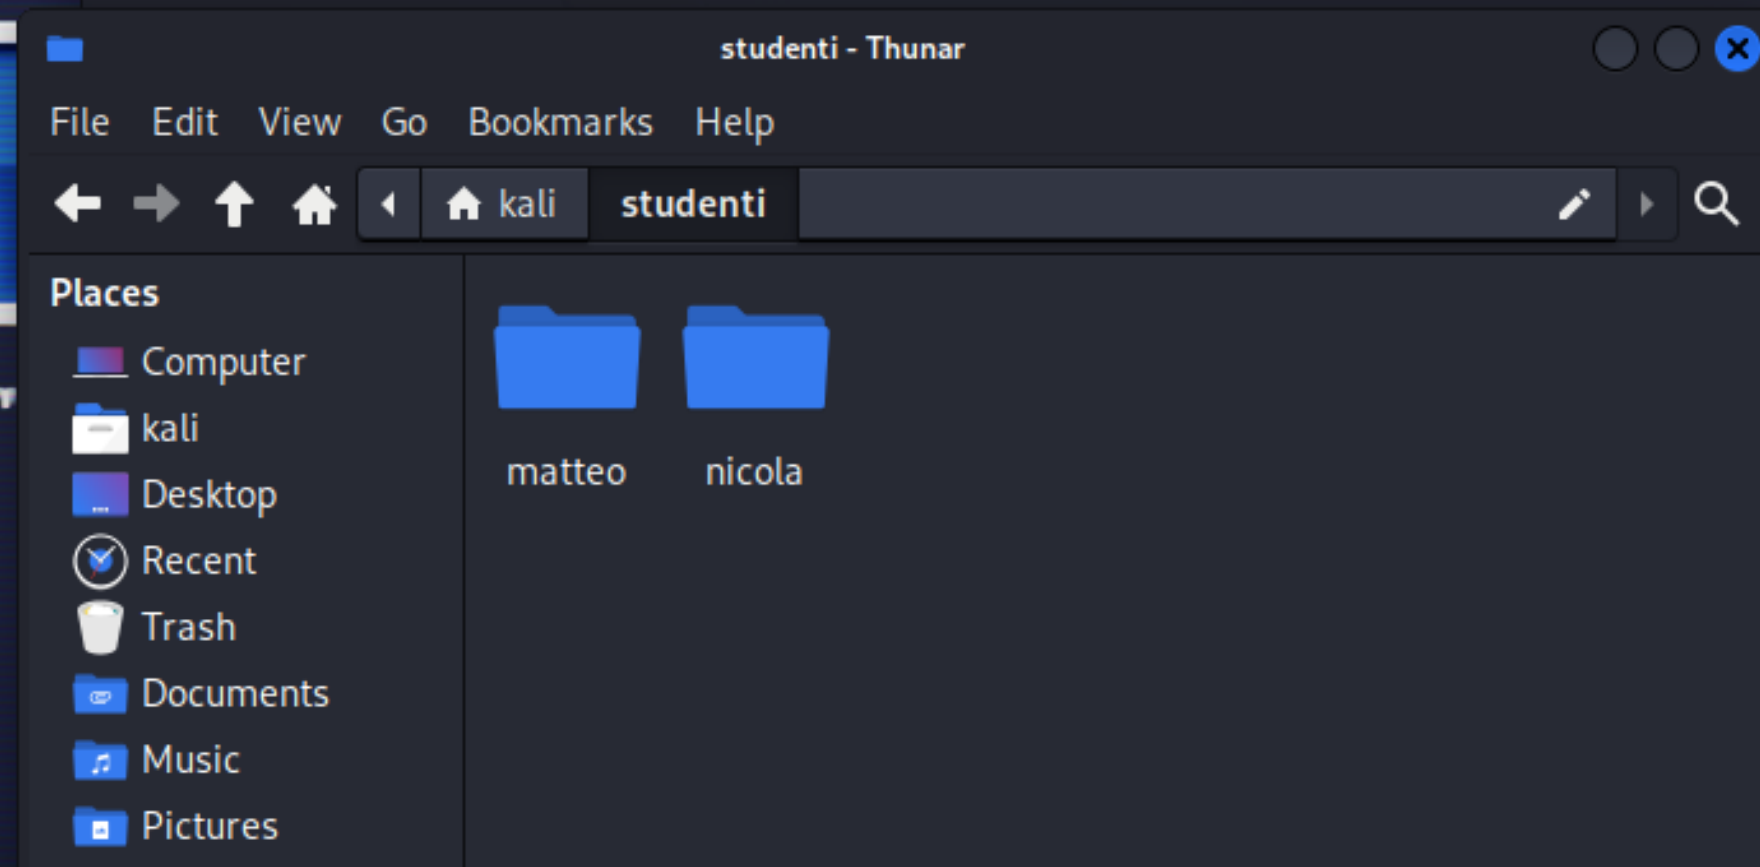 studenti - Thunar
File Edit View Go Bookmarks Help
kali studenti
Places
Computer
kali
Desktop
Recent
Trash
Documents
Music
Pictures
matteo nicola